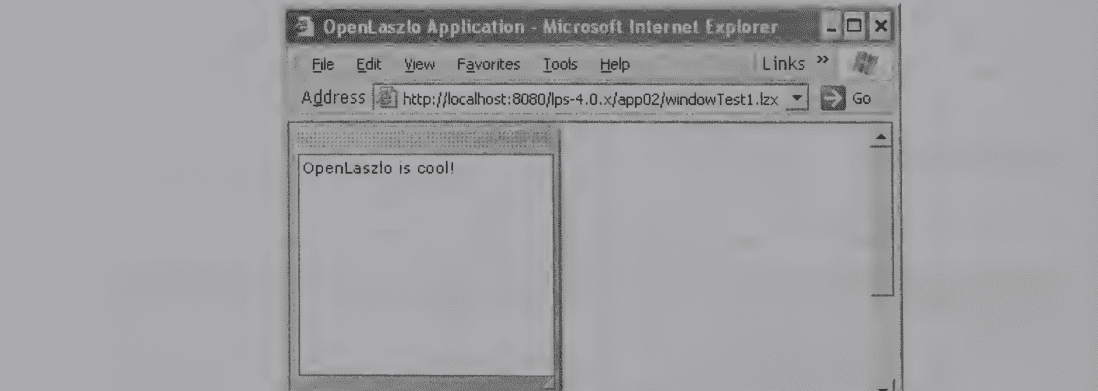 OpenLaszlo Application - Microsoft Internet Explorer
File Edit View Favorites Tools Help Links »
Address http://localhost:8080/lps-4.0.x/app02/windowTest1.lzx Go
OpenLaszlo is cool!